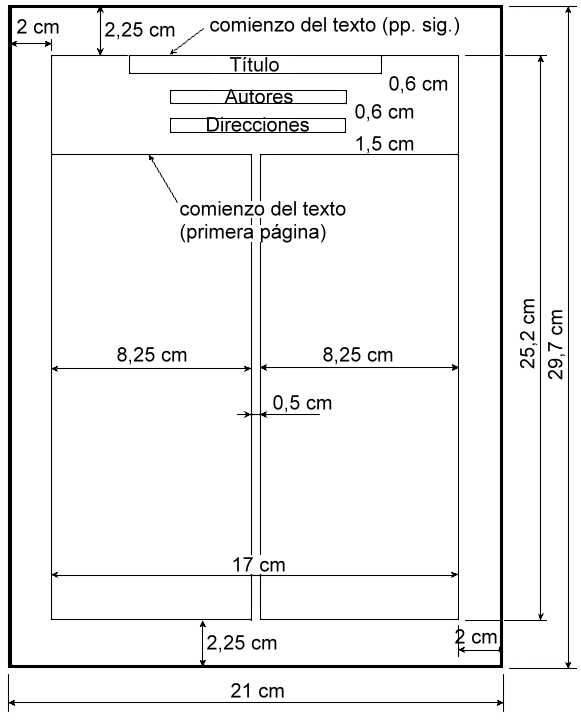 2 cm
2,25 cm
comienzo del texto (pp. sig.)
Título
0,6 cm
Autores
0,6 cm
Direcciones
1,5 cm
comienzo del texto
(primera página)
8,25 cm
8,25 cm
25,2 cm
29,7 cm
0,5 cm
17 cm
2,25 cm
2 cm
21 cm